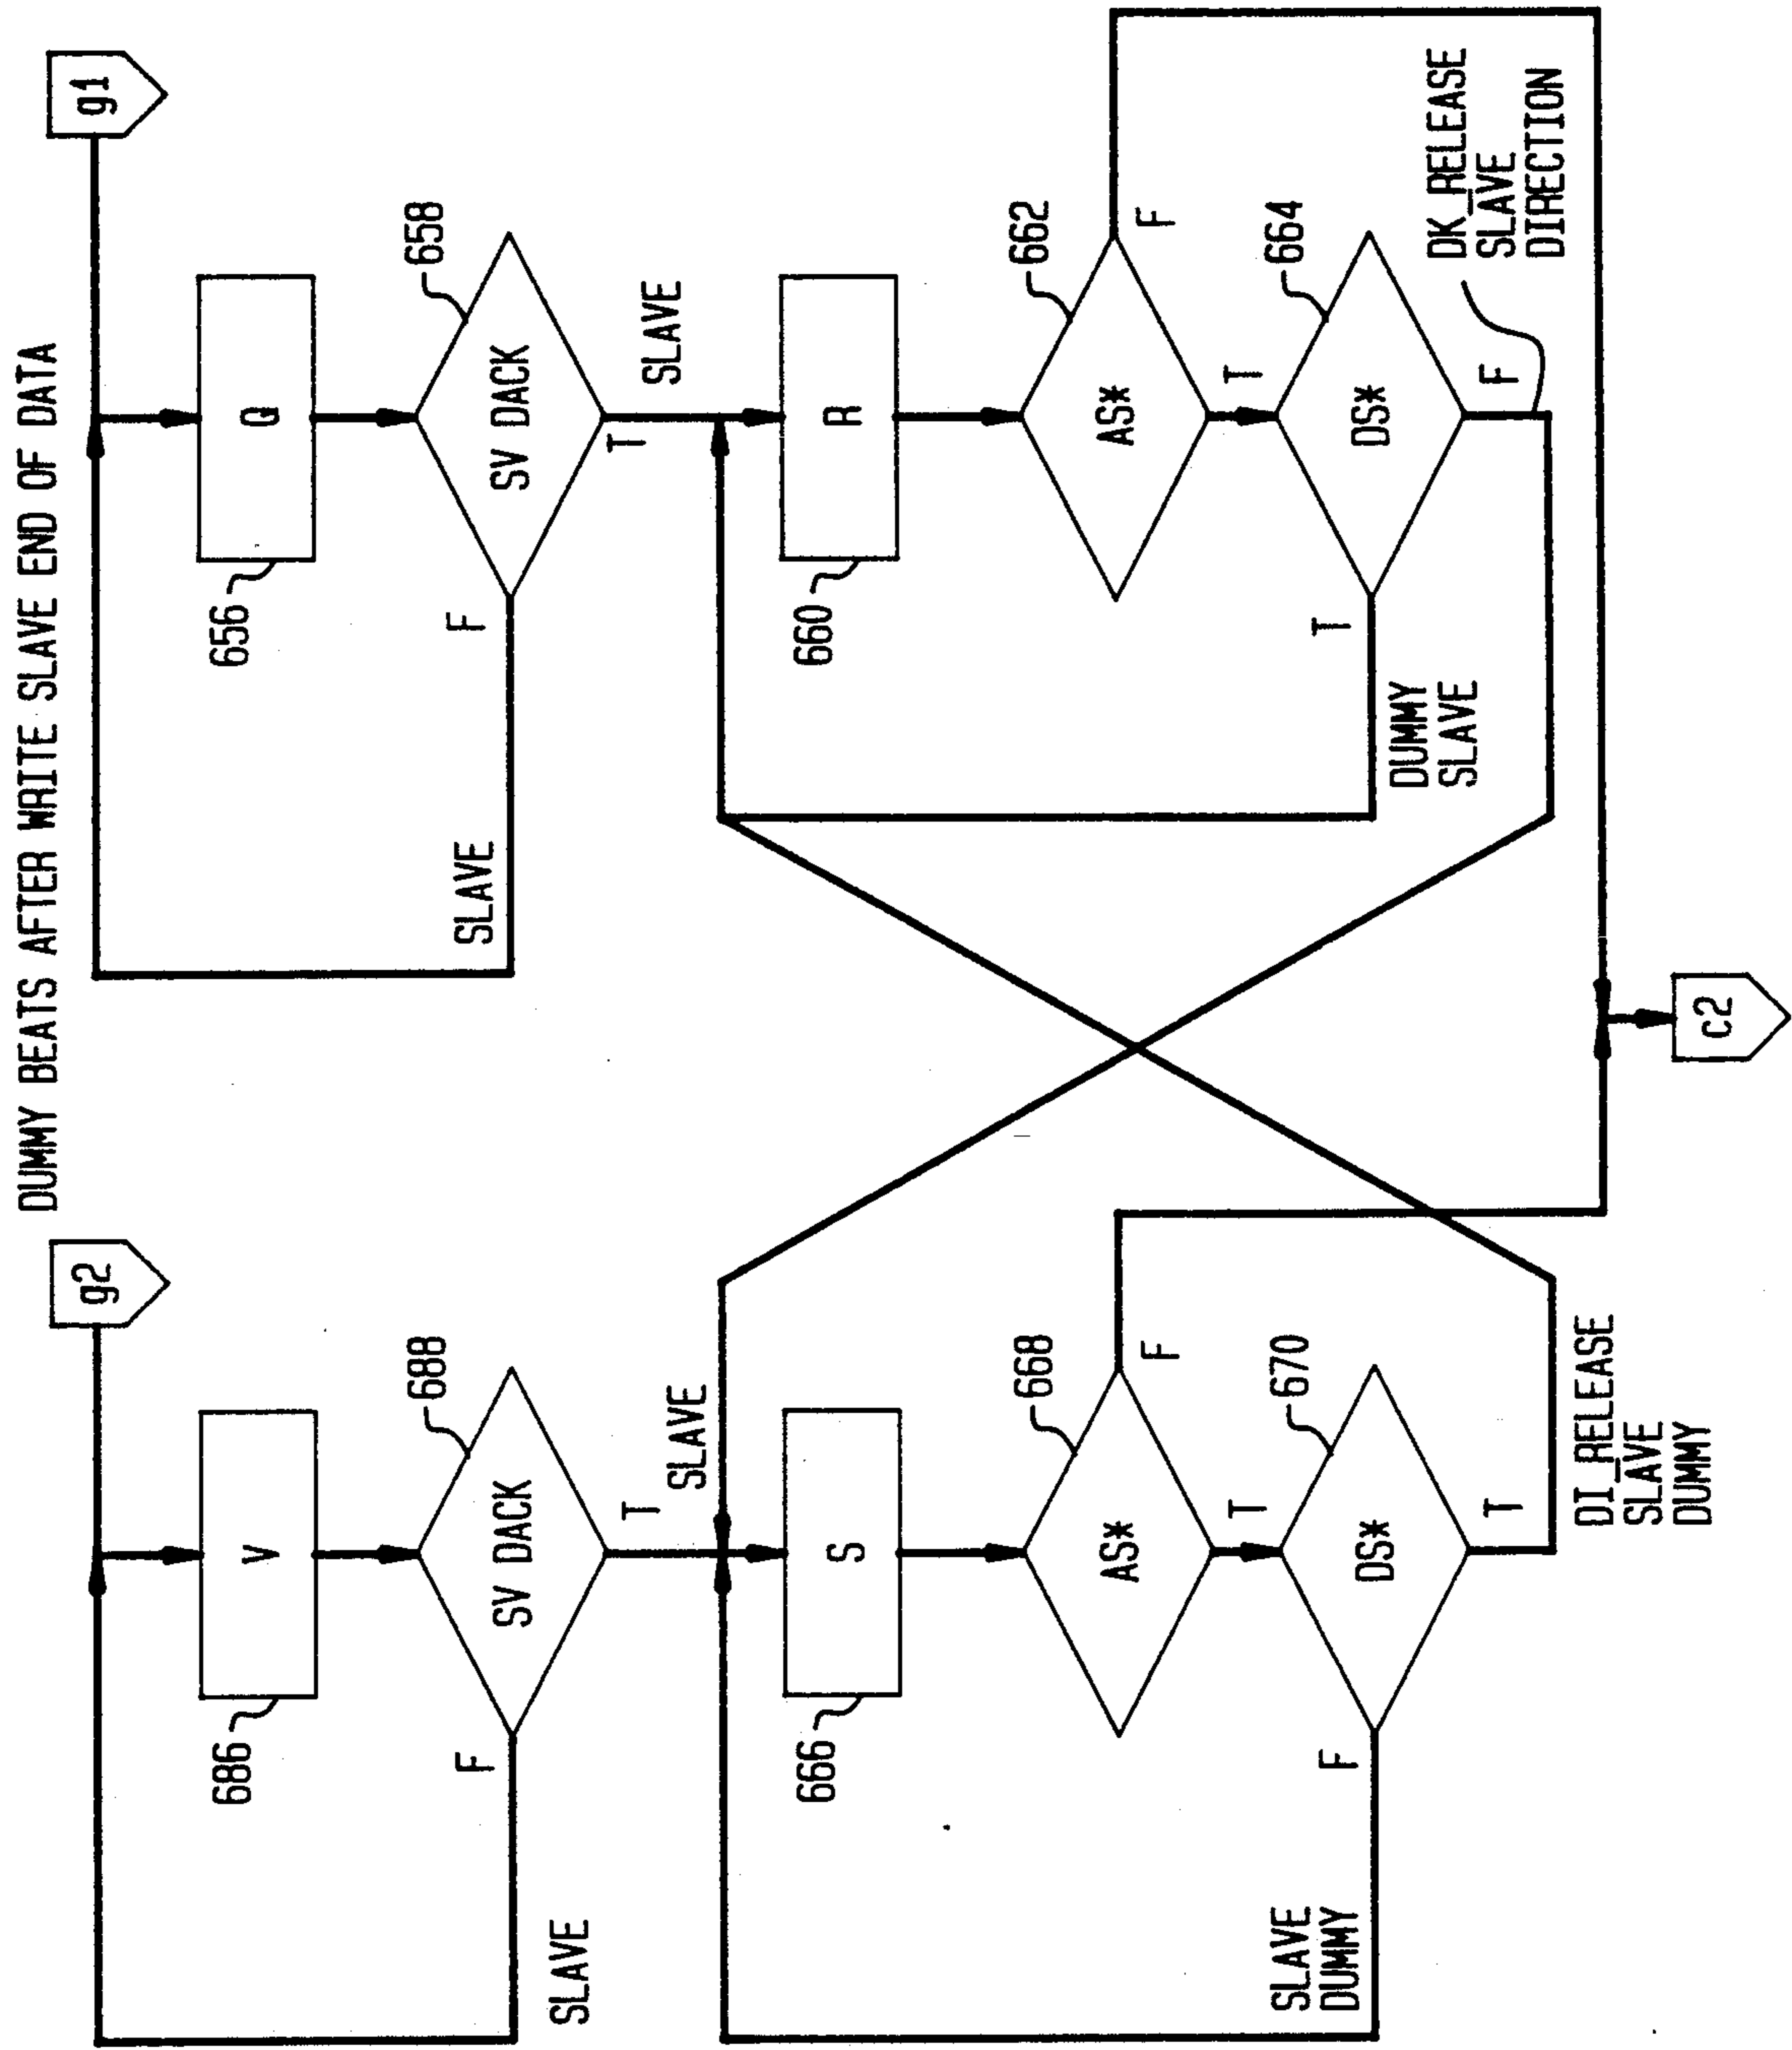 DUMMY BEATS AFTER WRITE SLAVE END OF DATA
g2
g1
V
686
SV DACK
688
F
T
SLAVE
SLAVE
S
666
AS*
668
F
T
DS*
670
F
T
SLAVE
DUMMY
DI_RELEASE
SLAVE
DUMMY
Q
656
SV DACK
658
F
T
SLAVE
SLAVE
R
660
AS*
662
F
T
DS*
664
T
F
DUMMY
SLAVE
DK_RELEASE
SLAVE
DIRECTION
c2